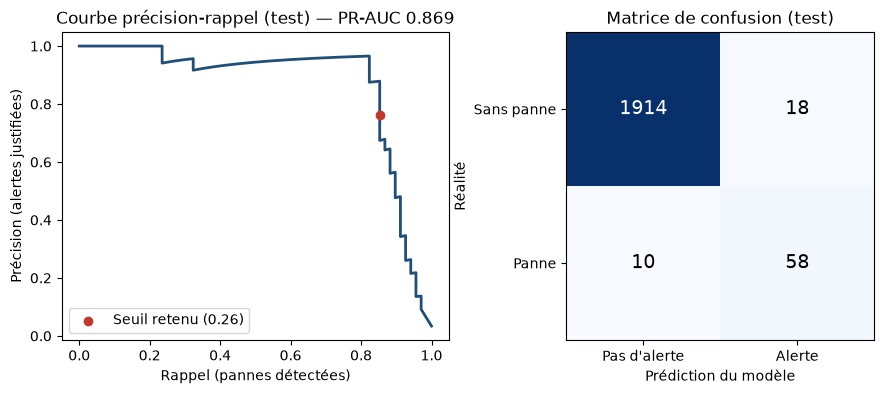 Courbe précision-rappel (test) — PR-AUC 0.869
Précision (alertes justifiées)
1.0
0.8
0.6
0.4
0.2
0.0
Seuil retenu (0.26)
0.0 0.2 0.4 0.6 0.8 1.0
Rappel (pannes détectées)
Matrice de confusion (test)
Réalité
Sans panne 1914 18
Panne 10 58
Pas d'alerte Alerte
Prédiction du modèle